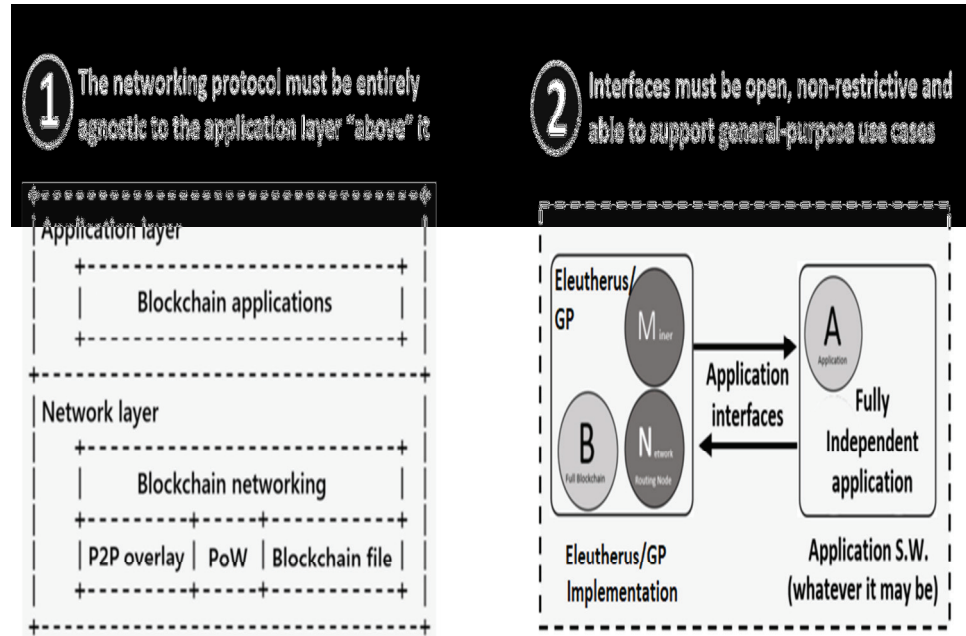 1
The networking protocol must be entirely
agnostic to the application layer “above” it
Application layer
Blockchain applications
Network layer
Blockchain networking
P2P overlay | PoW | Blockchain file
2
Interfaces must be open, non-restrictive and
able to support general-purpose use cases
Eleutherus/
GP
Miner
B
Full Blockchain
Network
Routing Node
Application
interfaces
A
Application
Fully
Independent
application
Eleutherus/GP
Implementation
Application S.W.
(whatever it may be)